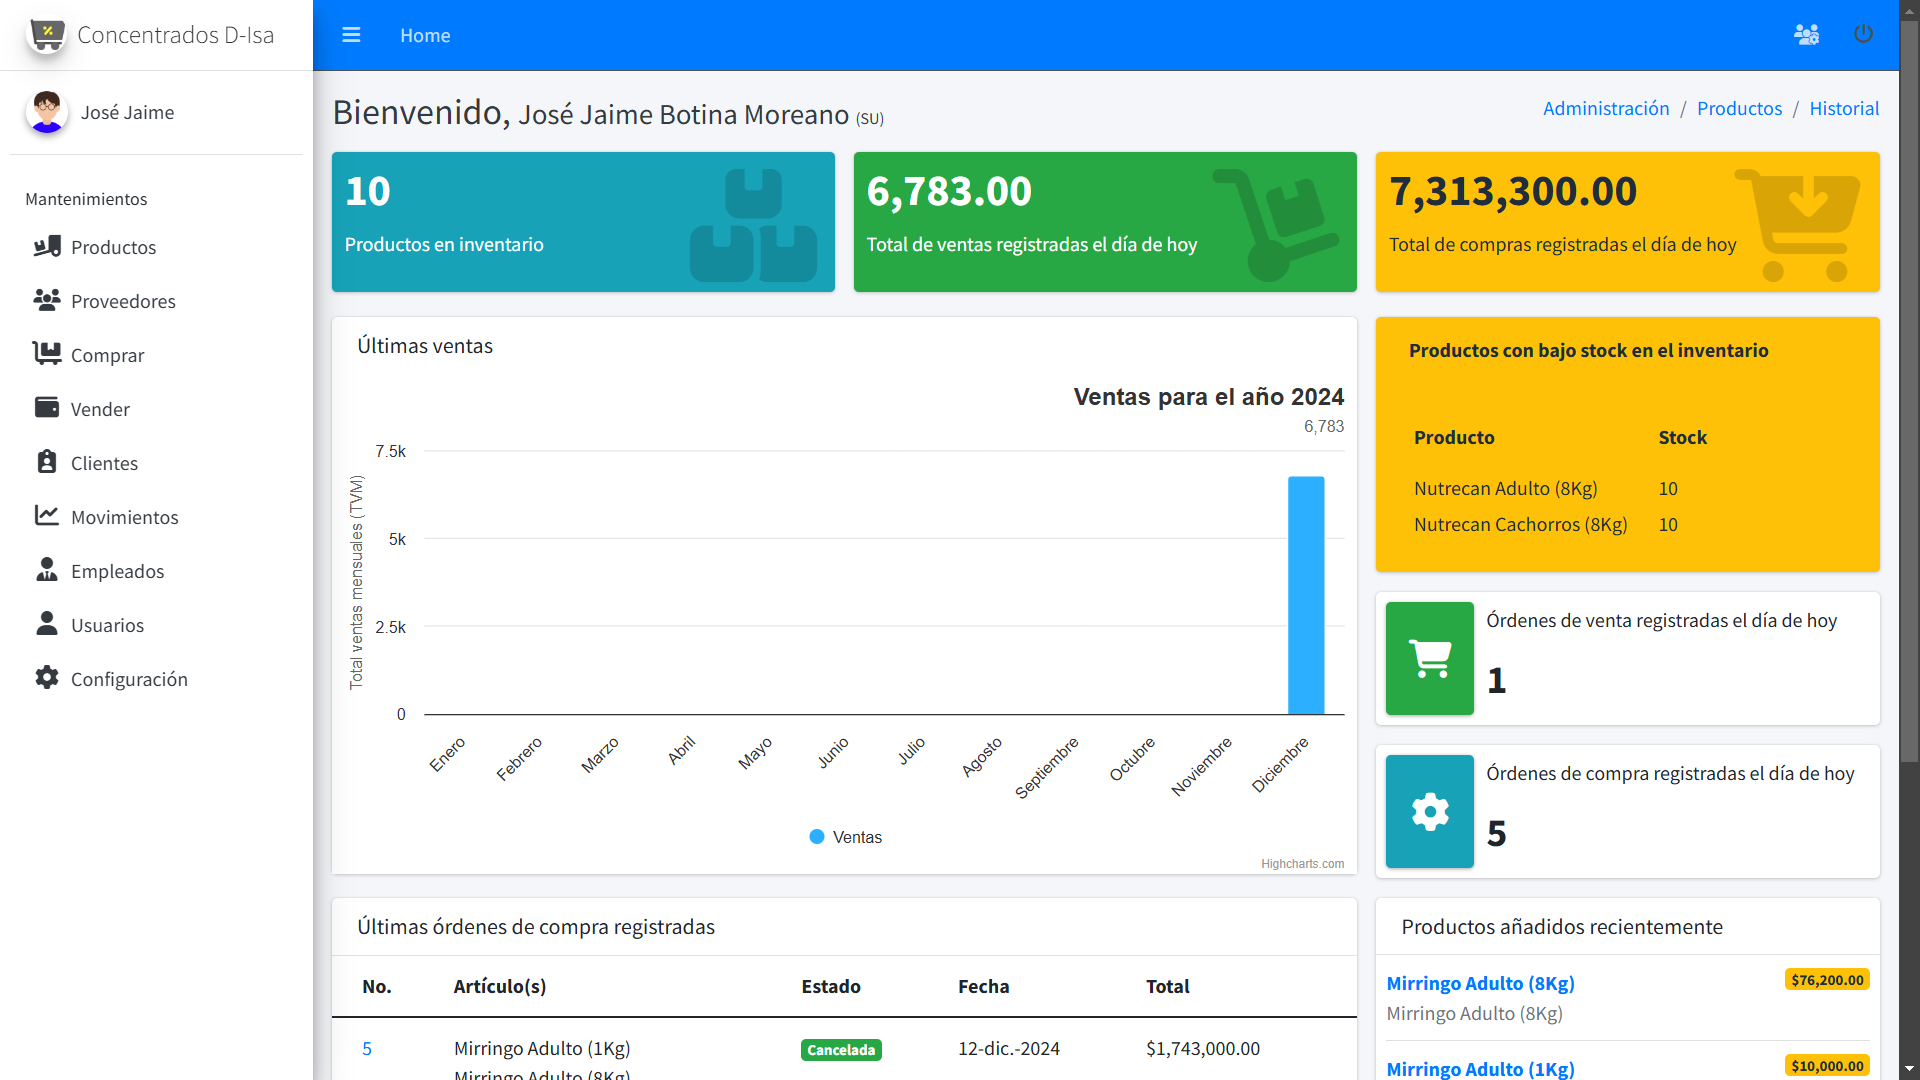 Concentrados D-Isa
Home
José Jaime
Mantenimientos
Productos
Proveedores
Comprar
Vender
Clientes
Movimientos
Empleados
Usuarios
Configuración
Bienvenido, José Jaime Botina Moreano (SU)
Administración / Productos / Historial
10
Productos en inventario
6,783.00
Total de ventas registradas el día de hoy
7,313,300.00
Total de compras registradas el día de hoy
Últimas ventas
Ventas para el año 2024
6,783
Total ventas mensuales (TVM)
7.5k
5k
2.5k
0
Enero
Febrero
Marzo
Abril
Mayo
Junio
Julio
Agosto
Septiembre
Octubre
Noviembre
Diciembre
Ventas
Highcharts.com
Productos con bajo stock en el inventario
Producto Stock
Nutrecan Adulto (8Kg) 10
Nutrecan Cachorros (8Kg) 10
Órdenes de venta registradas el día de hoy
1
Órdenes de compra registradas el día de hoy
5
Últimas órdenes de compra registradas
No. Artículo(s) Estado Fecha Total
5 Mirringo Adulto (1Kg) Cancelada 12-dic.-2024 $1,743,000.00
Mirringo Adulto (8Kg)
Productos añadidos recientemente
Mirringo Adulto (8Kg) $76,200.00
Mirringo Adulto (8Kg)
Mirringo Adulto (1Kg) $10,000.00